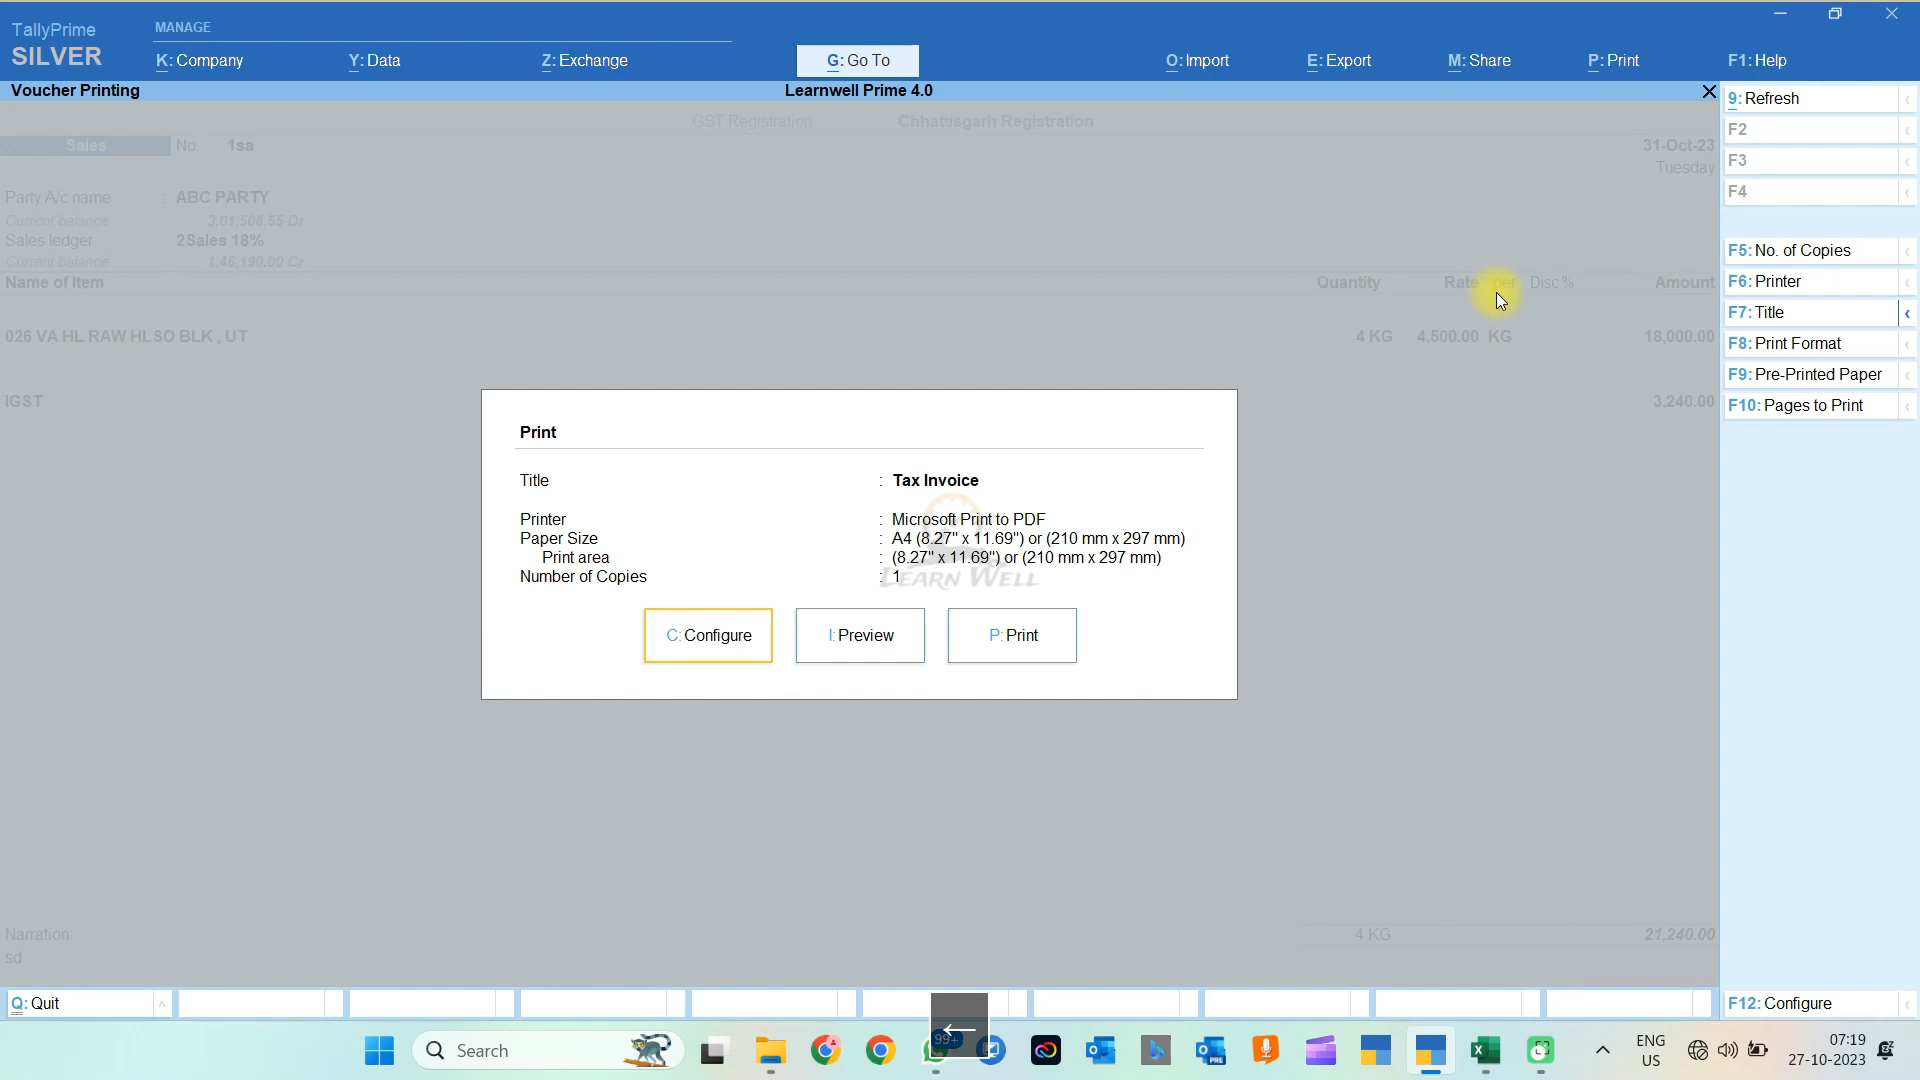 TallyPrime
SILVER
MANAGE
K: Company
Y: Data
Z: Exchange
G: Go To
O: Import
E: Export
M: Share
P: Print
F1: Help
Voucher Printing
Learnwell Prime 4.0
GST Registration
Chhattisgarh Registration
Sales
No.
1sa
31-Oct-23
Tuesday
Party A/c name : ABC PARTY
Current balance 3,01,508.55 Dr
Sales ledger : 2Sales 18%
Current balance 1,46,190.00 Cr
Name of Item
Quantity
Rate
per
Disc %
Amount
026 VA HL RAW HLSO BLK , UT
4 KG
4,500.00 KG
18,000.00
IGST
3,240.00
Print
Title : Tax Invoice
Printer : Microsoft Print to PDF
Paper Size : A4 (8.27" x 11.69") or (210 mm x 297 mm)
Print area : (8.27" x 11.69") or (210 mm x 297 mm)
Number of Copies : 1
LEARN WELL
C: Configure
I: Preview
P: Print
Narration:
sd
4 KG
21,240.00
9: Refresh
F2
F3
F4
F5: No. of Copies
F6: Printer
F7: Title
F8: Print Format
F9: Pre-Printed Paper
F10: Pages to Print
Q: Quit
F12: Configure
Search
99+
PRE
ENG
US
07:19
27-10-2023